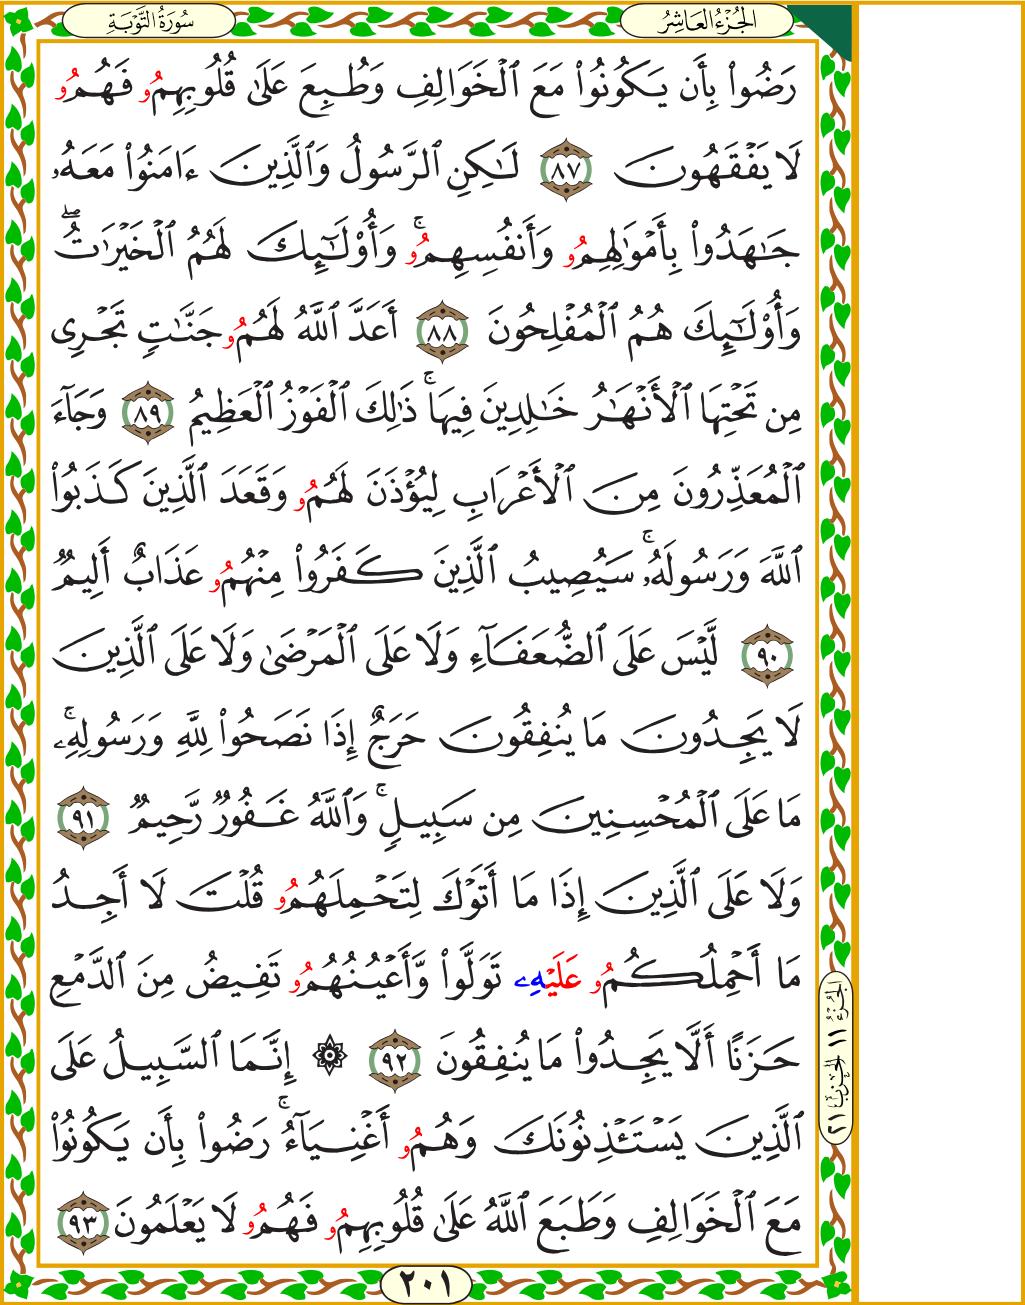 الجُزْءُ العَاشِرُ
سُورَةُ التَّوْبَةِ
رَضُوا۟ بِأَن يَكُونُوا۟ مَعَ ٱلْخَوَالِفِ وَطُبِعَ عَلَىٰ قُلُوبِهِمُۥ فَهُمُۥ
لَا يَفْقَهُونَ ٨٧ لَٰكِنِ ٱلرَّسُولُ وَٱلَّذِينَ ءَامَنُوا۟ مَعَهُۥ
جَٰهَدُوا۟ بِأَمْوَٰلِهِمُۥ وَأَنفُسِهِمُۥۚ وَأُو۟لَٰٓئِكَ لَهُمُ ٱلْخَيْرَٰتُۖ
وَأُو۟لَٰٓئِكَ هُمُ ٱلْمُفْلِحُونَ ٨٨ أَعَدَّ ٱللَّهُ لَهُمُۥ جَنَّٰتٍ تَجْرِى
مِن تَحْتِهَا ٱلْأَنْهَٰرُ خَٰلِدِينَ فِيهَاۚ ذَٰلِكَ ٱلْفَوْزُ ٱلْعَظِيمُ ٨٩ وَجَآءَ
ٱلْمُعَذِّرُونَ مِنَ ٱلْأَعْرَابِ لِيُؤْذَنَ لَهُمُۥ وَقَعَدَ ٱلَّذِينَ كَذَبُوا۟
ٱللَّهَ وَرَسُولَهُۥۚ سَيُصِيبُ ٱلَّذِينَ كَفَرُوا۟ مِنْهُمُۥ عَذَابٌ أَلِيمٌ
٩٠ لَّيْسَ عَلَى ٱلضُّعَفَآءِ وَلَا عَلَى ٱلْمَرْضَىٰ وَلَا عَلَى ٱلَّذِينَ
لَا يَجِدُونَ مَا يُنفِقُونَ حَرَجٌ إِذَا نَصَحُوا۟ لِلَّهِ وَرَسُولِهِۦۚ
مَا عَلَى ٱلْمُحْسِنِينَ مِن سَبِيلٍۚ وَٱللَّهُ غَفُورٌ رَّحِيمٌ ٩١
وَلَا عَلَى ٱلَّذِينَ إِذَا مَا أَتَوْكَ لِتَحْمِلَهُمُۥ قُلْتَ لَا أَجِدُ
مَا أَحْمِلُكُمُۥ عَلَيْهِۦ تَوَلَّوا۟ وَّأَعْيُنُهُمُۥ تَفِيضُ مِنَ ٱلدَّمْعِ
حَزَنًا أَلَّا يَجِدُوا۟ مَا يُنفِقُونَ ٩٢ ۞ إِنَّمَا ٱلسَّبِيلُ عَلَى
ٱلَّذِينَ يَسْتَـْٔذِنُونَكَ وَهُمُۥ أَغْنِيَآءُۚ رَضُوا۟ بِأَن يَكُونُوا۟
مَعَ ٱلْخَوَالِفِ وَطَبَعَ ٱللَّهُ عَلَىٰ قُلُوبِهِمُۥ فَهُمُۥ لَا يَعْلَمُونَ ٩٣
الجُزْءُ ١١ الحِزْبُ ٢١
٢٠١